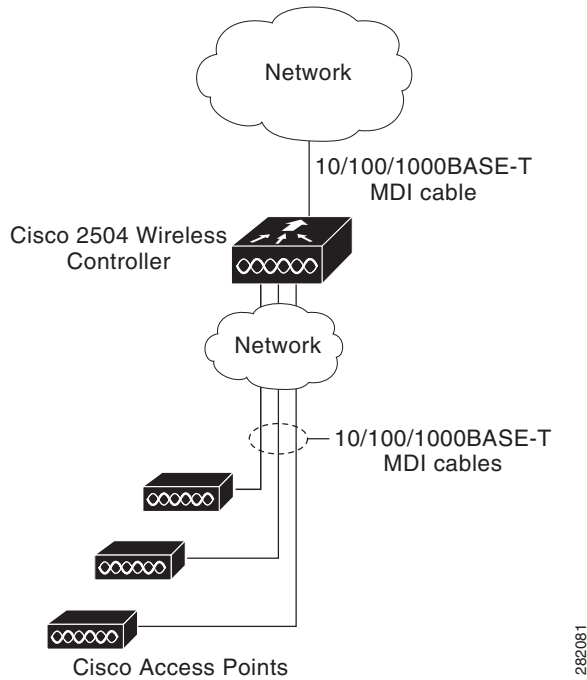 Network
10/100/1000BASE-T
MDI cable
Cisco 2504 Wireless
Controller
Network
10/100/1000BASE-T
MDI cables
Cisco Access Points
282081